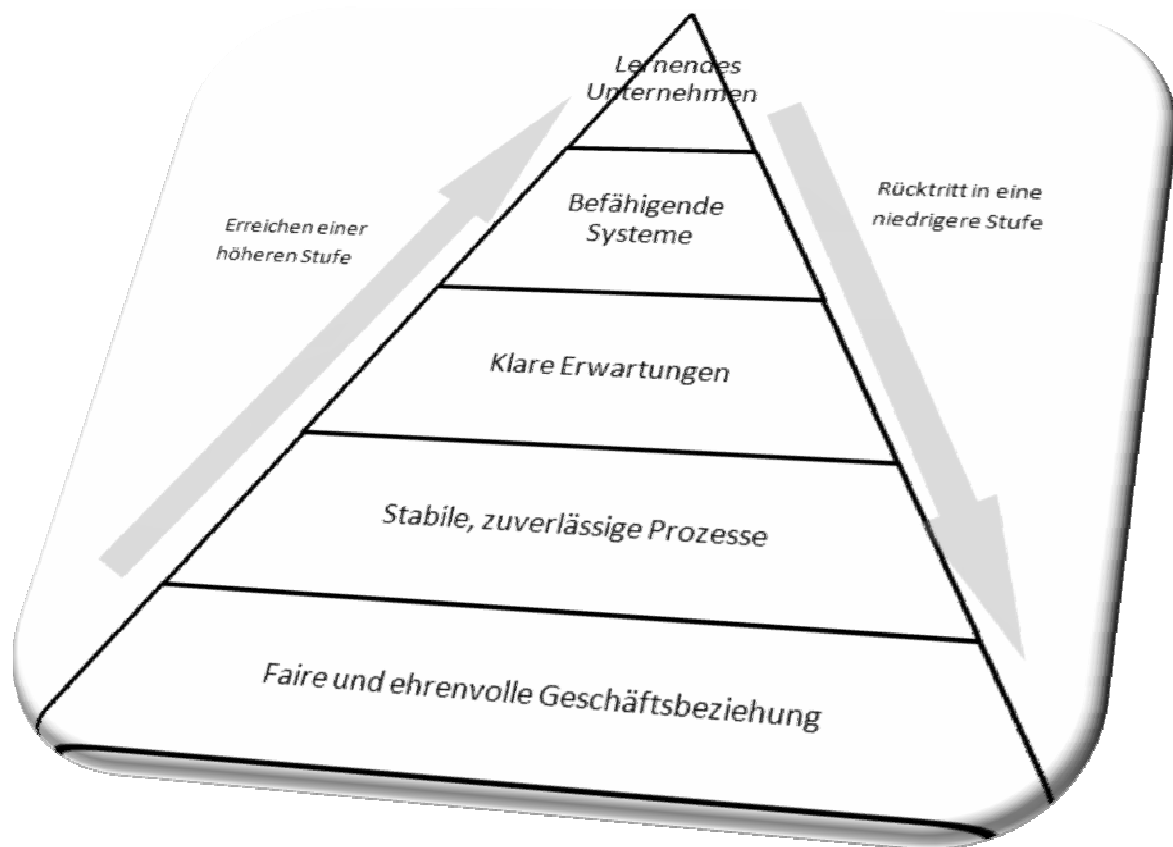 Lernendes
Unternehmen
Befähigende
Systeme
Erreichen einer
höheren Stufe
Rücktritt in eine
niedrigere Stufe
Klare Erwartungen
Stabile, zuverlässige Prozesse
Faire und ehrenvolle Geschäftsbeziehung